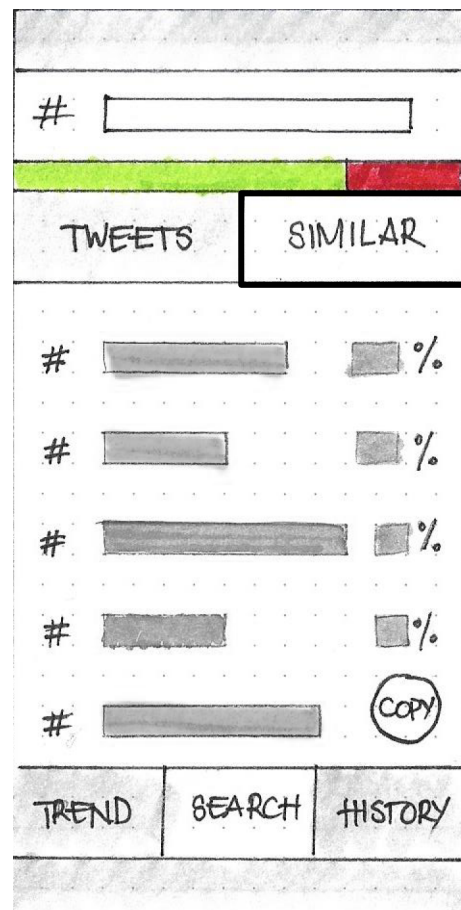 #
TWEETS SIMILAR
# %
# %
# %
# %
#
COPY
TREND SEARCH HISTORY